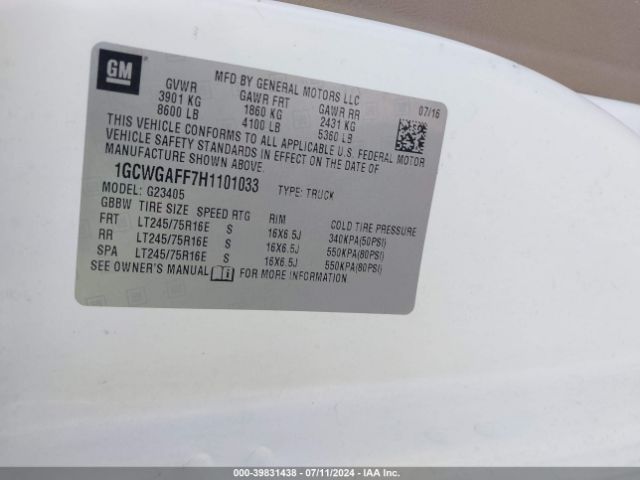 GM
MFD BY GENERAL MOTORS LLC
07/16
GVWR GAWR FRT GAWR RR
3901 KG 1860 KG 2431 KG
8600 LB 4100 LB 5360 LB
THIS VEHICLE CONFORMS TO ALL APPLICABLE U.S. FEDERAL MOTOR
VEHICLE SAFETY STANDARDS IN EFFECT ON THE DATE OF
MANUFACTURE SHOWN ABOVE.
1GCWGAFF7H1101033
MODEL: G23405 TYPE: TRUCK
GBBW TIRE SIZE SPEED RTG RIM COLD TIRE PRESSURE
FRT LT245/75R16E S 16X6.5J 340KPA(50PSI)
RR LT245/75R16E S 16X6.5J 550KPA(80PSI)
SPA LT245/75R16E S 16X6.5J 550KPA(80PSI)
SEE OWNER'S MANUAL i FOR MORE INFORMATION
000-39831438 - 07/11/2024 - IAAI.com